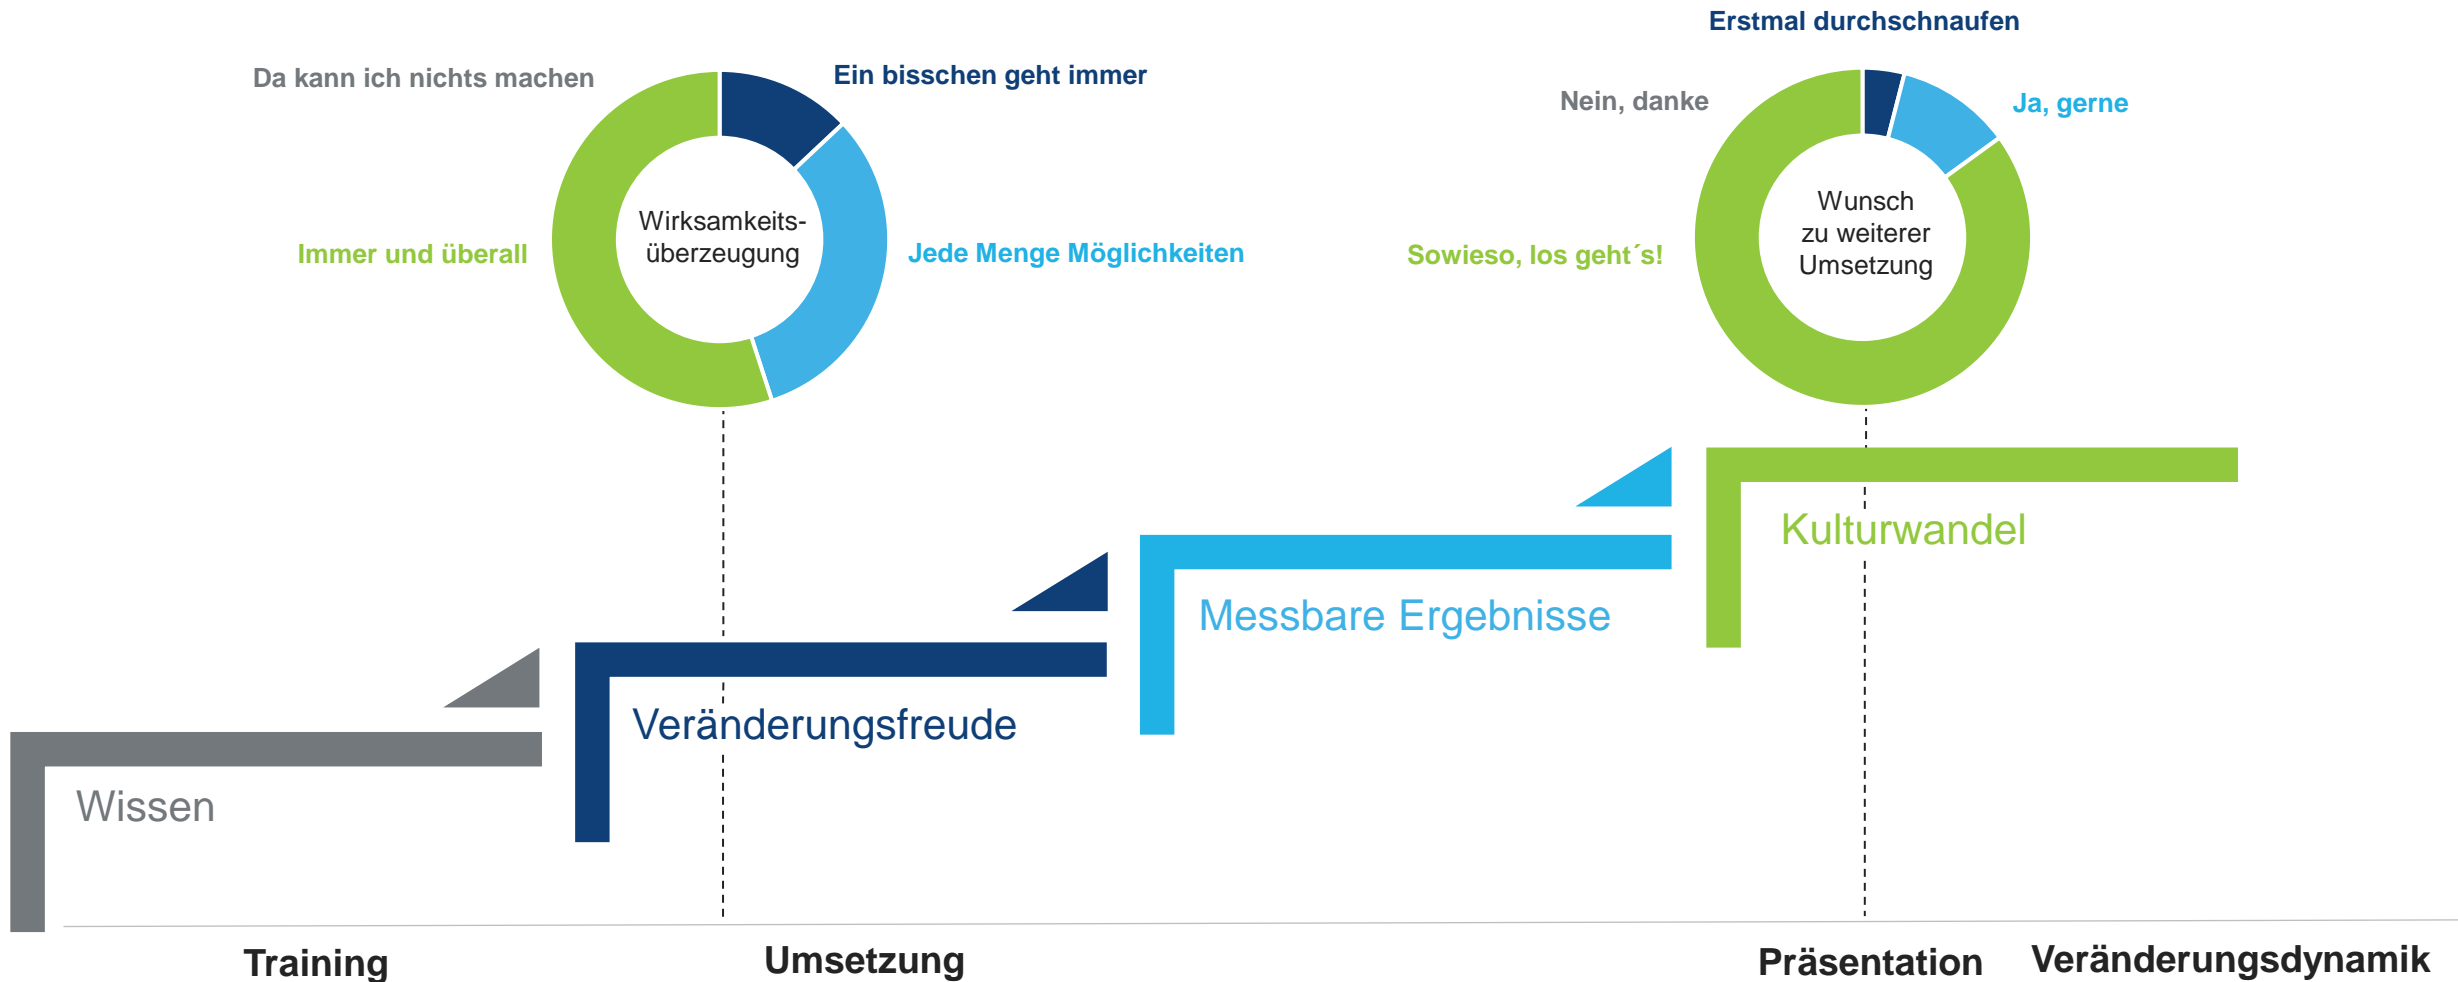 Erstmal durchschnaufen
Da kann ich nichts machen
Ein bisschen geht immer
Nein, danke
Ja, gerne
Wirksamkeits-
überzeugung
Immer und überall
Jede Menge Möglichkeiten
Wunsch
zu weiterer
Umsetzung
Sowieso, los geht´s!
Kulturwandel
Messbare Ergebnisse
Veränderungsfreude
Wissen
Training
Umsetzung
Präsentation
Veränderungsdynamik